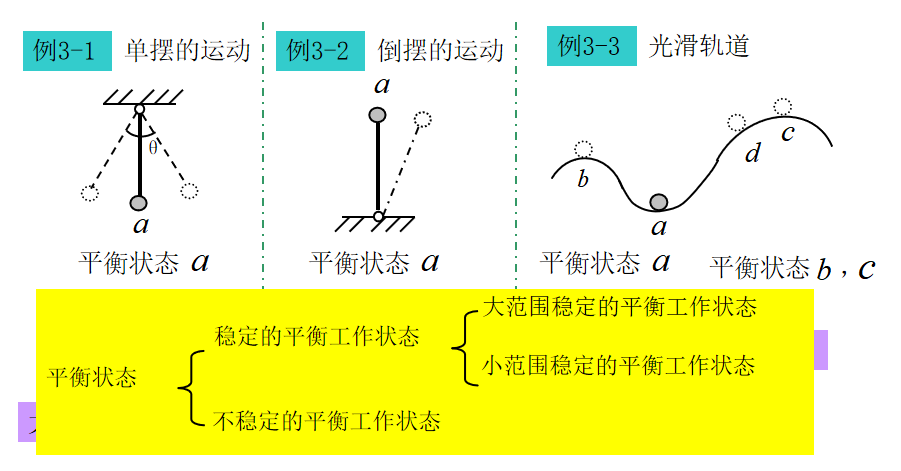 例3-1 单摆的运动
例3-2 倒摆的运动
例3-3 光滑轨道
θ
a
平衡状态 a
a
平衡状态 a
b
a
d
c
平衡状态 a
平衡状态 b , c
平衡状态
稳定的平衡工作状态
不稳定的平衡工作状态
大范围稳定的平衡工作状态
小范围稳定的平衡工作状态